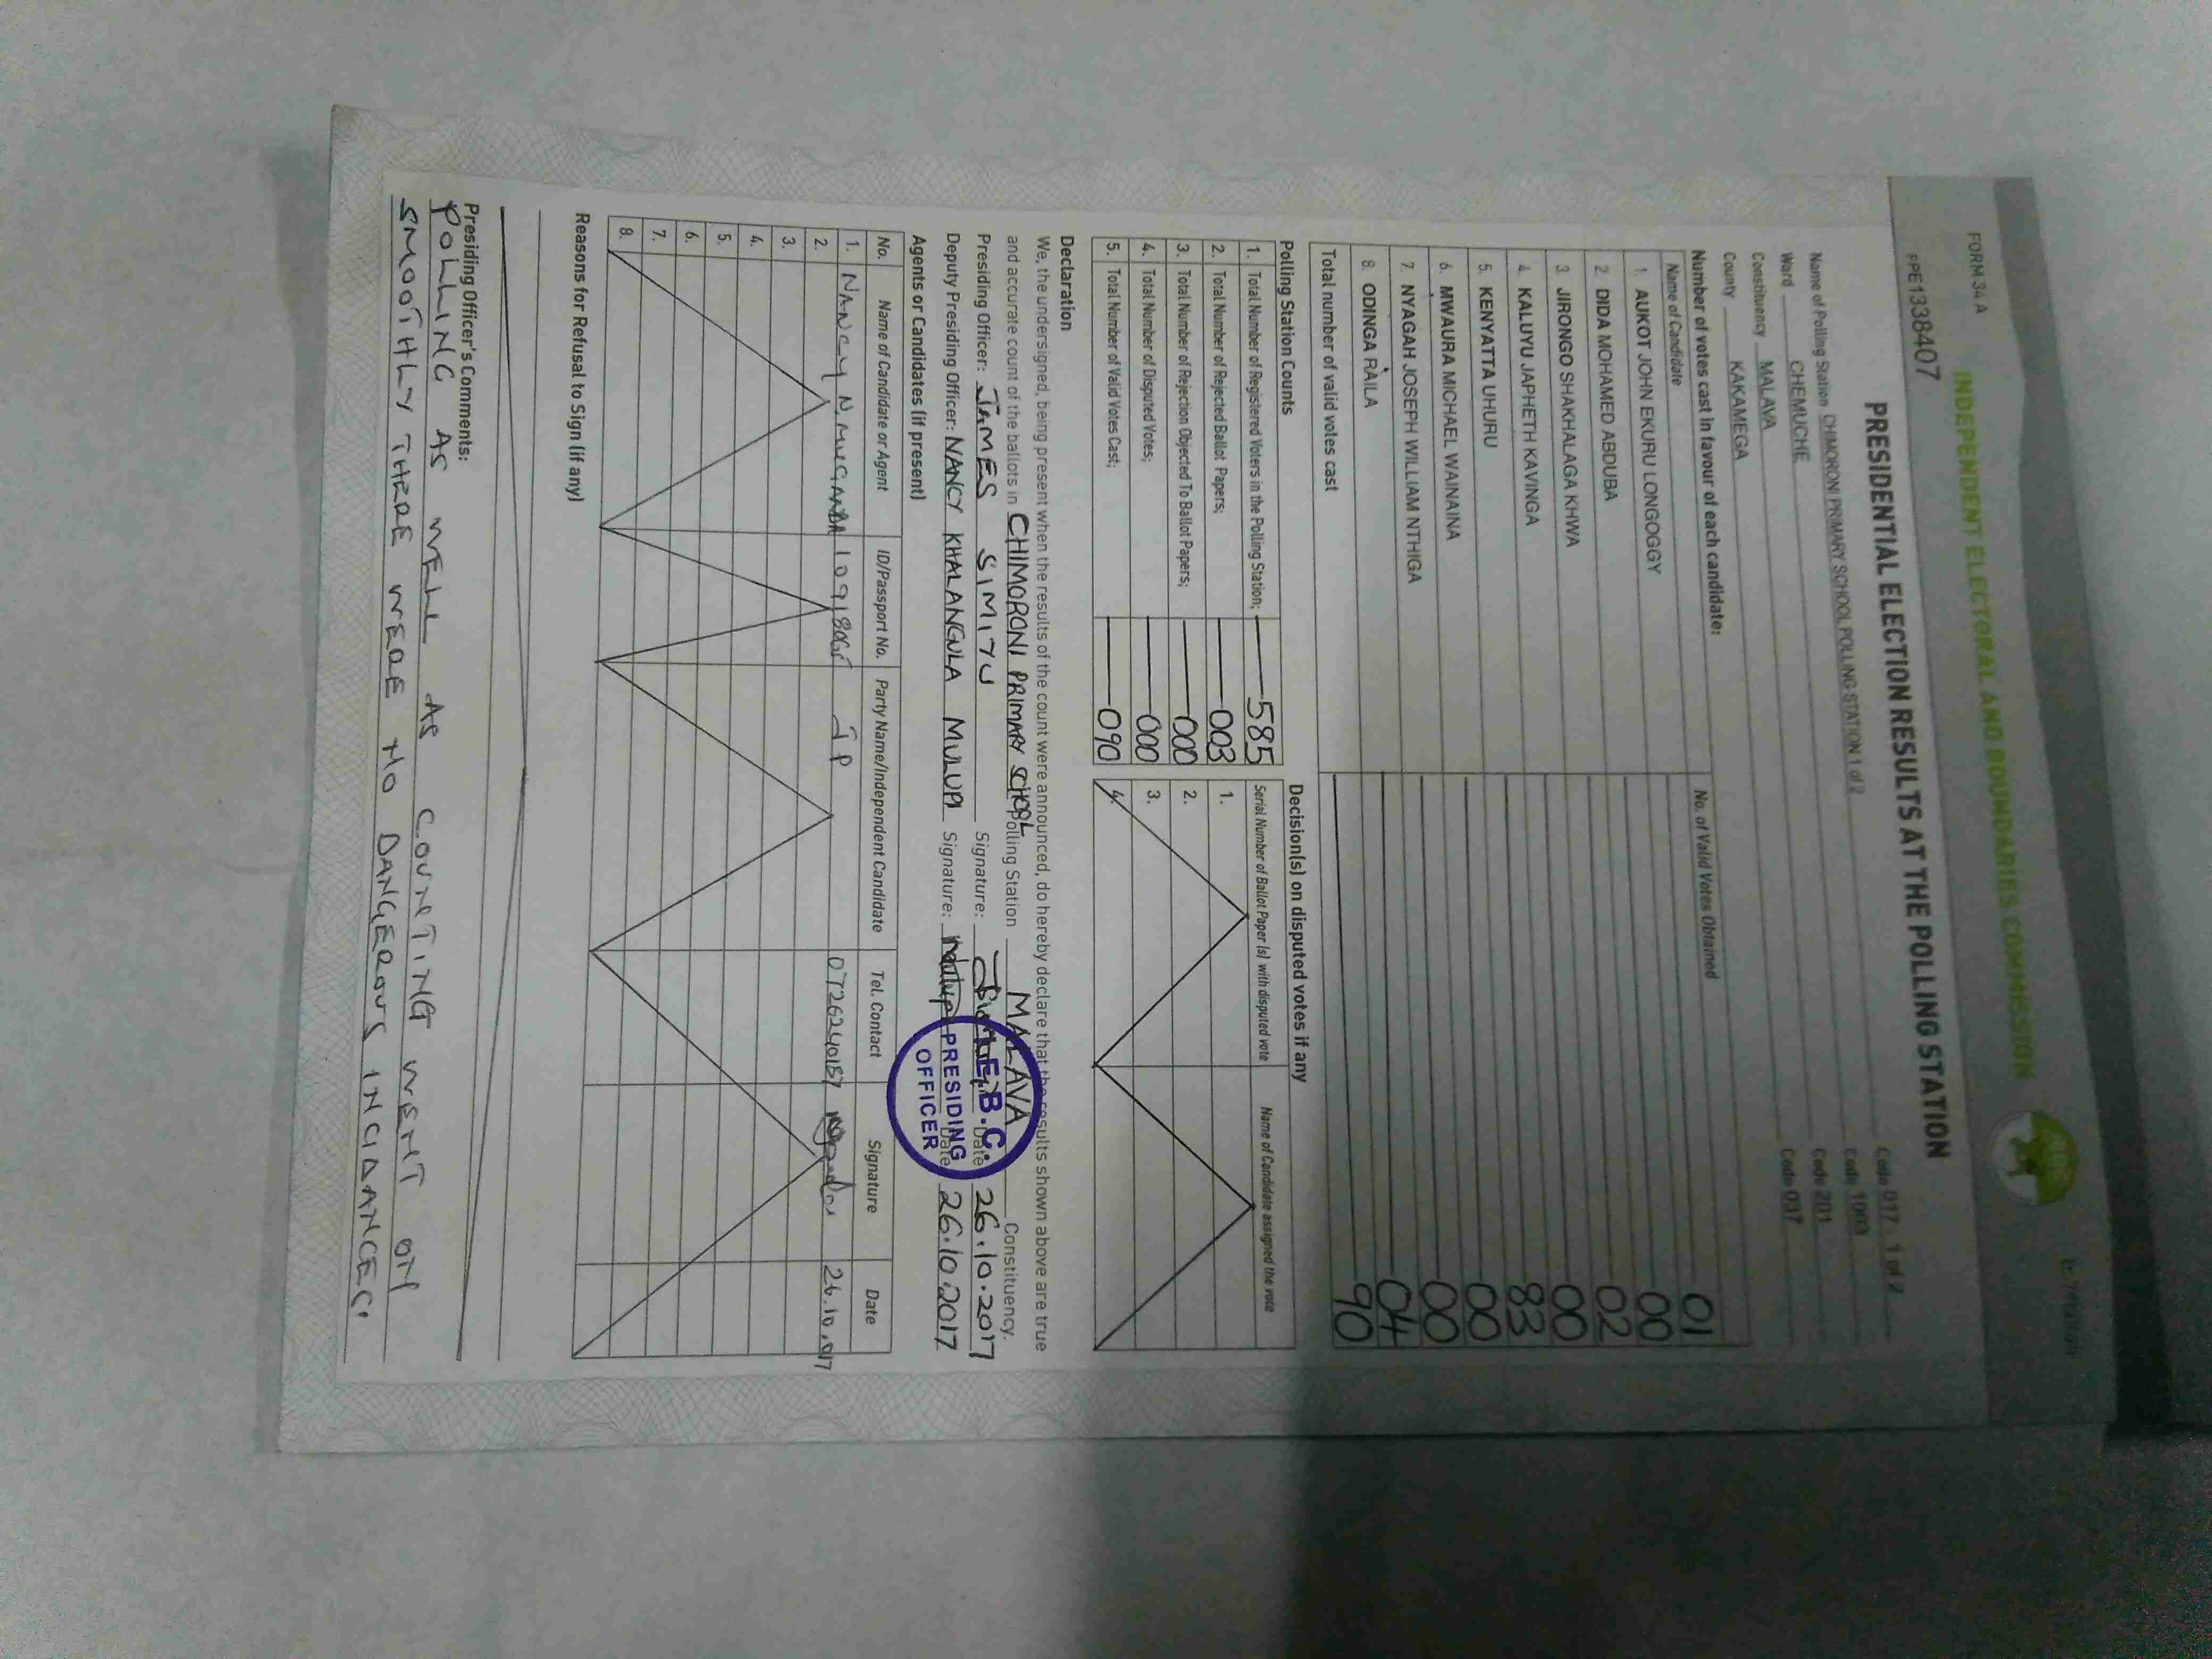 FORM 34 A
INDEPENDENT ELECTORAL AND BOUNDARIES COMMISSION
PPE1338407
PRESIDENTIAL ELECTION RESULTS AT THE POLLING STATION
Name of Polling Station CHIMORONI PRIMARY SCHOOL POLLING STATION 1 of 2 Code 017 . 1 of 2
Ward CHEMUCHE Code 1003
Constituency MALAVA Code 201
County KAKAMEGA Code 037
Number of votes cast in favour of each candidate:
Name of Candidate No. of Valid Votes Obtained
1. AUKOT JOHN EKURU LONGOGGY 01
2. DIDA MOHAMED ABDUBA 00
3. JIRONGO SHAKHALAGA KHWA 02
4. KALUYU JAPHETH KAVINGA 00
5. KENYATTA UHURU 83
6. MWAURA MICHAEL WAINAINA 00
7. NYAGAH JOSEPH WILLIAM NTHIGA 00
8. ODINGA RAILA 04
Total number of valid votes cast 90
Polling Station Counts
1. Total Number of Registered Voters in the Polling Station; 585
2. Total Number of Rejected Ballot Papers; 003
3. Total Number of Rejection Objected To Ballot Papers; 000
4. Total Number of Disputed Votes; 000
5. Total Number of Valid Votes Cast; 090
Decision(s) on disputed votes if any
Serial Number of Ballot Paper (s) with disputed vote Name of Candidate assigned the vote
1.
2.
3.
4.
Declaration
We, the undersigned, being present when the results of the count were announced, do hereby declare that the results shown above are true
and accurate count of the ballots in CHIMORONI PRIMARY SCHOOL Polling Station MALAVA Constituency.
Presiding Officer: JAMES SIMIYU Signature: Date 26.10.2017
Deputy Presiding Officer: NANCY KHALANGULA MULUPI Signature: Date 26.10.2017
I.E.B.C.
PRESIDING
OFFICER
Agents or Candidates (if present)
No. Name of Candidate or Agent ID/Passport No. Party Name/Independent Candidate Tel. Contact Signature Date
1. NANCY N. JP 0726240157 26.10.017
2.
3.
4.
5.
6.
7.
8.
Reasons for Refusal to Sign (if any)
Presiding Officer's Comments:
POLLING AS WELL AS COUNTING WENT ON
SMOOTHLY THERE WERE NO DANGEROUS INCIDANCES.